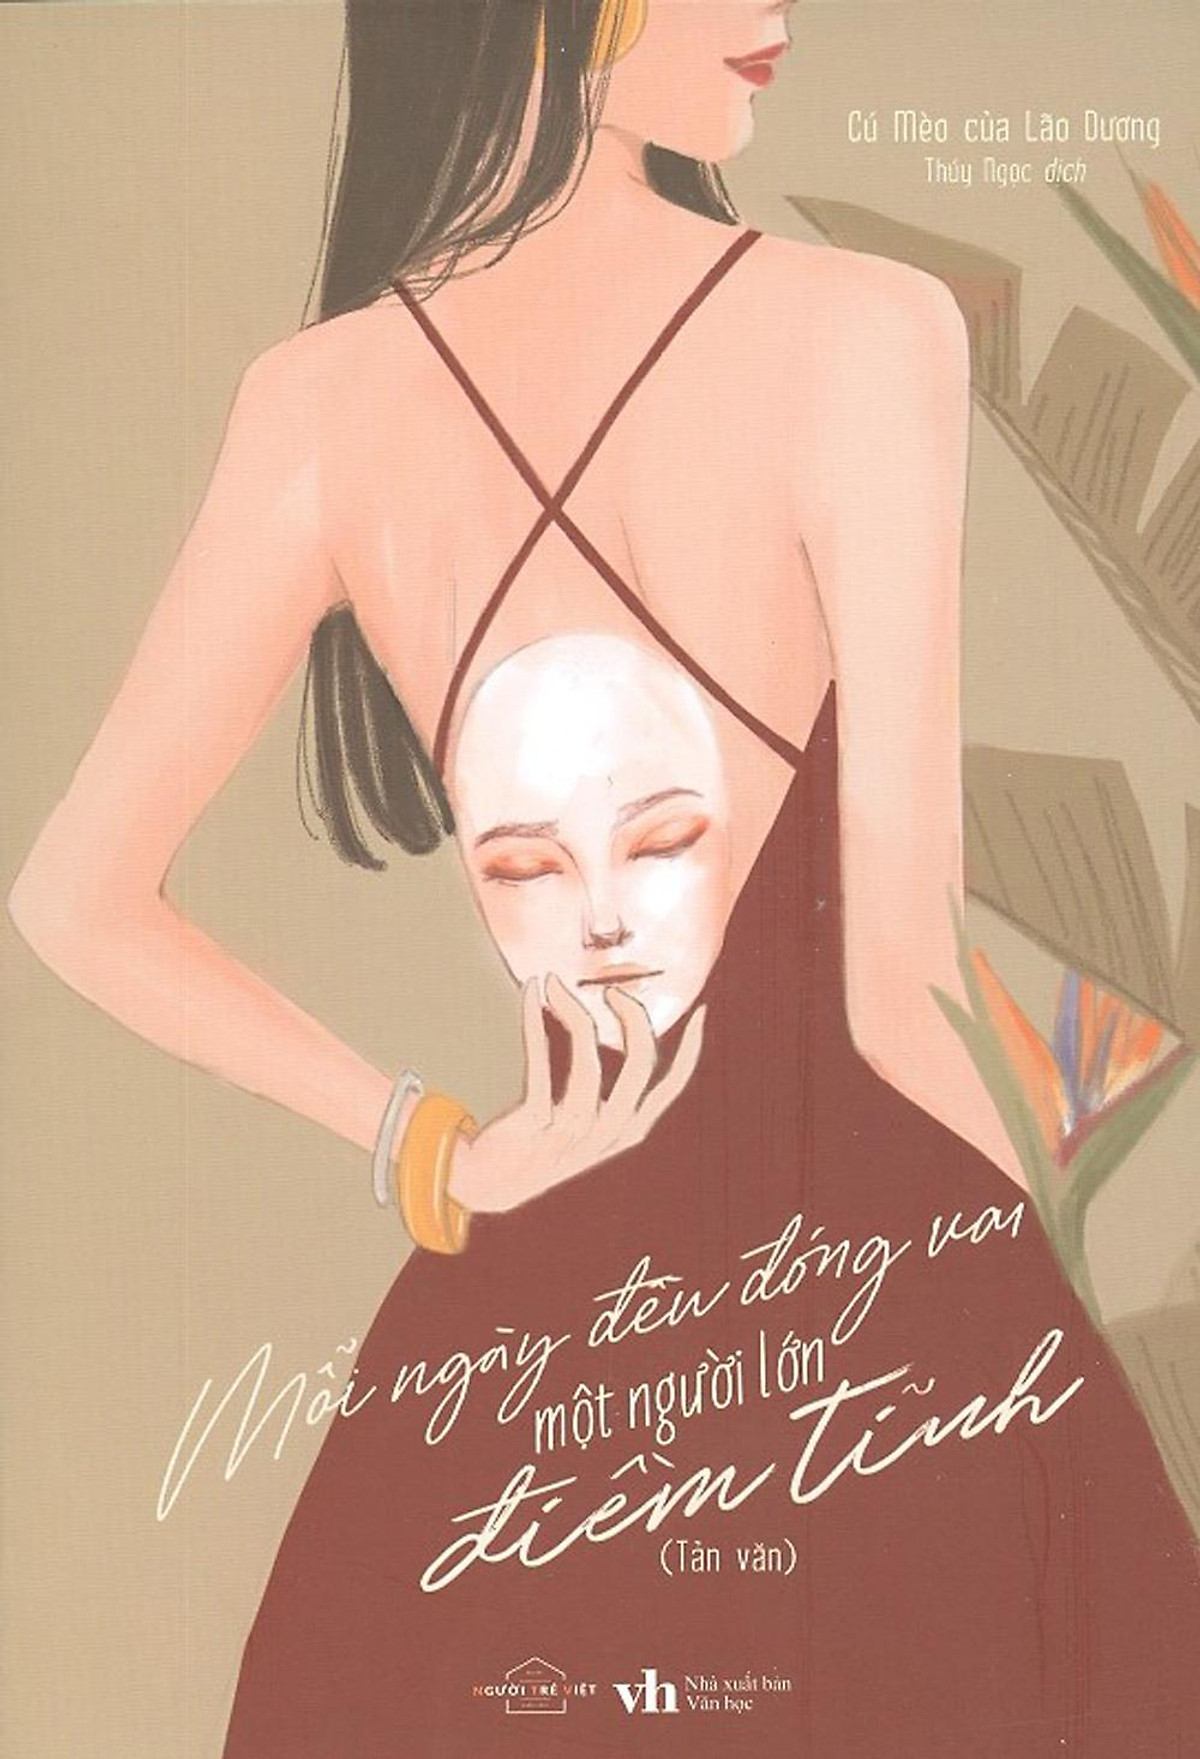 Cú Mèo của Lão Dương
Thúy Ngọc dịch
Mỗi ngày đều đóng vai
một người lớn
điềm tĩnh
(Tản văn)
NGƯỜI TRẺ VIỆT
vh Nhà xuất bản
Văn học